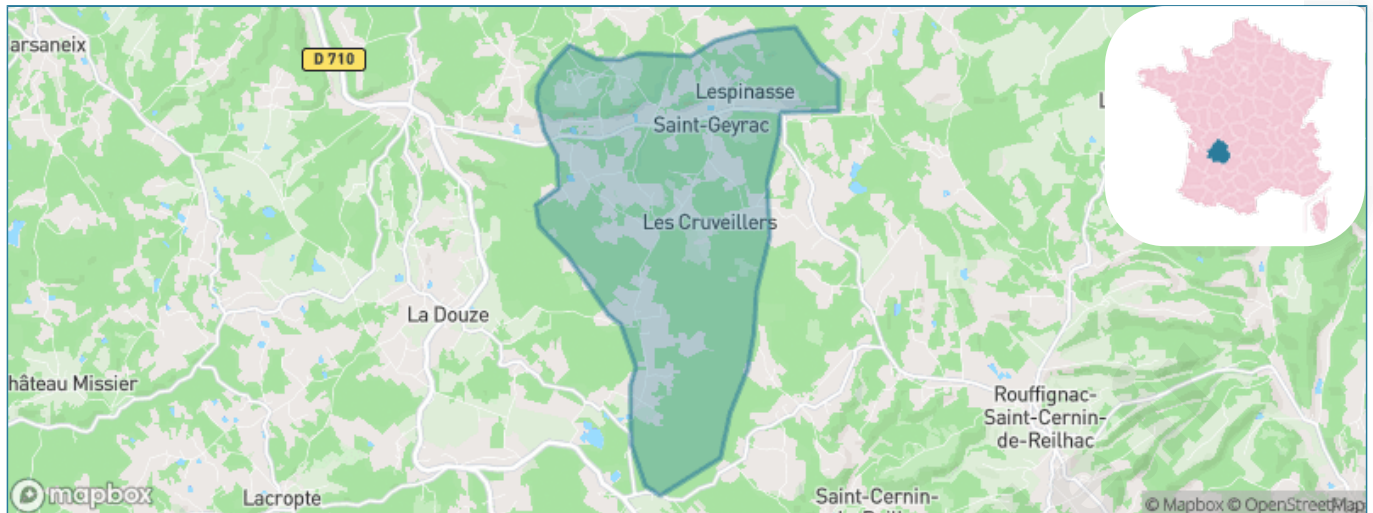 arsaneix
D 710
Lespinasse
Saint-Geyrac
Les Cruveillers
La Douze
hâteau Missier
Rouffignac-
Saint-Cernin-
de-Reilhac
Lacropte
Saint-Cernin-
mapbox
© Mapbox © OpenStreetMap